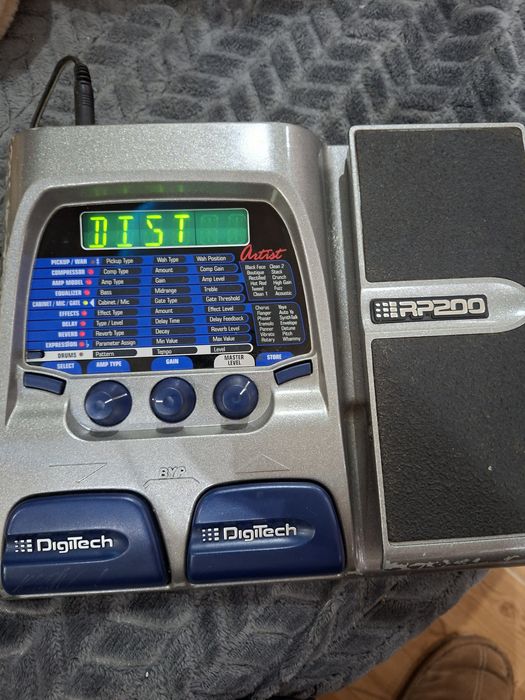 DIST
Artist
PICKUP / WAH Pickup Type Wah Type Wah Position
COMPRESSOR Comp Type Amount Comp Gain
AMP MODEL Amp Type Gain Amp Level
EQUALIZER Bass Midrange Treble
CABINET / MIC / GATE Cabinet / Mic Gate Type Gate Threshold
EFFECTS Effect Type Amount Effect Level
DELAY Type / Level Delay Time Delay Feedback
REVERB Reverb Type Decay Reverb Level
EXPRESSION Parameter Assign Min Value Max Value
DRUMS Pattern Tempo Level
Black Face Clean 2
Boutique Stack
Rectified Crunch
Hot Rod High Gain
Tweed Fuzz
Clean 1 Acoustic
Chorus Yaya
Flanger Auto Ya
Phaser SynthTalk
Tremolo Envelope
Panner Detune
Vibrato Pitch
Rotary Whammy
SELECT AMP TYPE GAIN MASTER LEVEL STORE
RP200
BYP
DigiTech
DigiTech